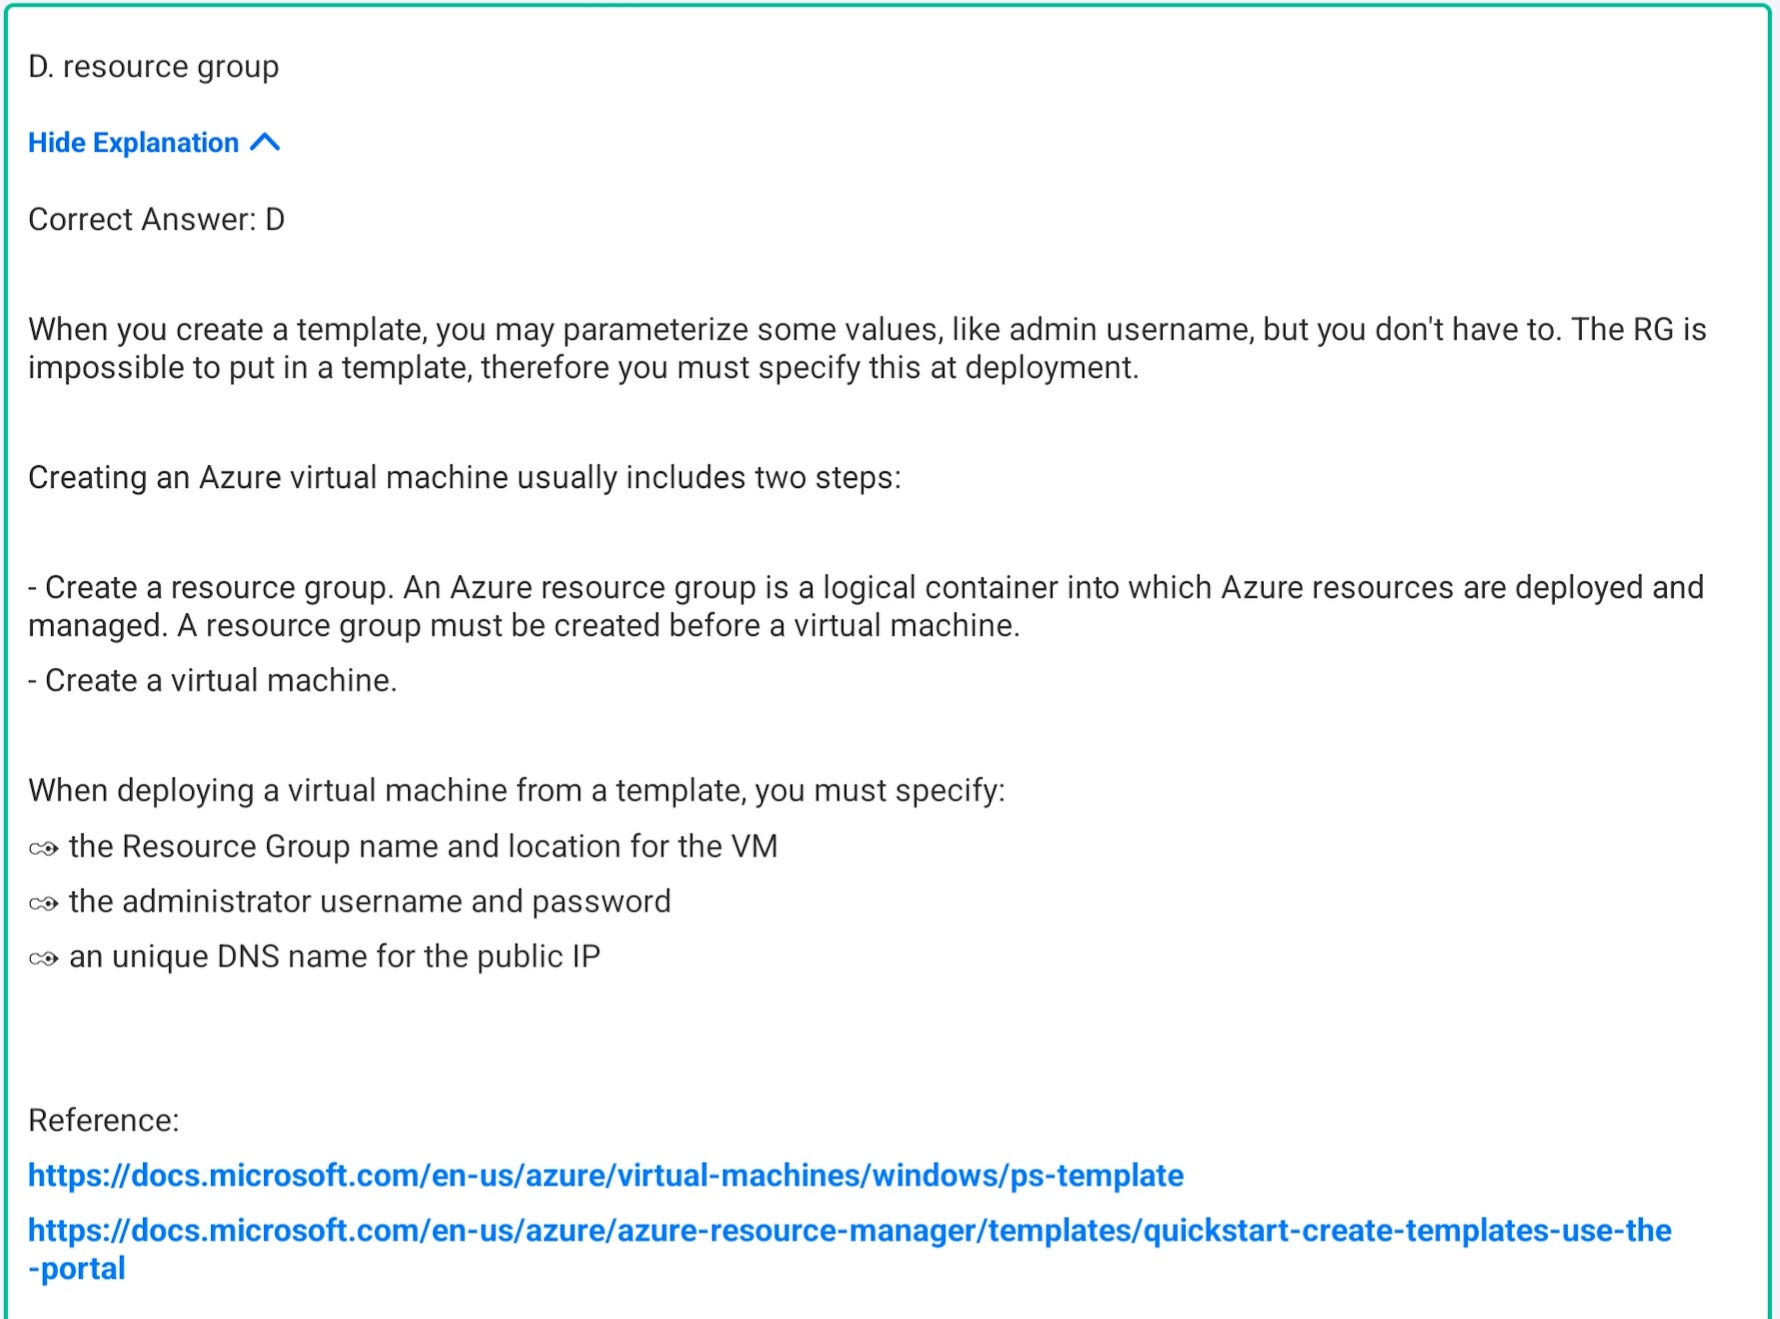 D. resource group
Hide Explanation
Correct Answer: D
When you create a template, you may parameterize some values, like admin username, but you don't have to. The RG is
impossible to put in a template, therefore you must specify this at deployment.
Creating an Azure virtual machine usually includes two steps:
- Create a resource group. An Azure resource group is a logical container into which Azure resources are deployed and
managed. A resource group must be created before a virtual machine.
- Create a virtual machine.
When deploying a virtual machine from a template, you must specify:
the Resource Group name and location for the VM
the administrator username and password
an unique DNS name for the public IP
Reference:
https://docs.microsoft.com/en-us/azure/virtual-machines/windows/ps-template
https://docs.microsoft.com/en-us/azure/azure-resource-manager/templates/quickstart-create-templates-use-the
-portal